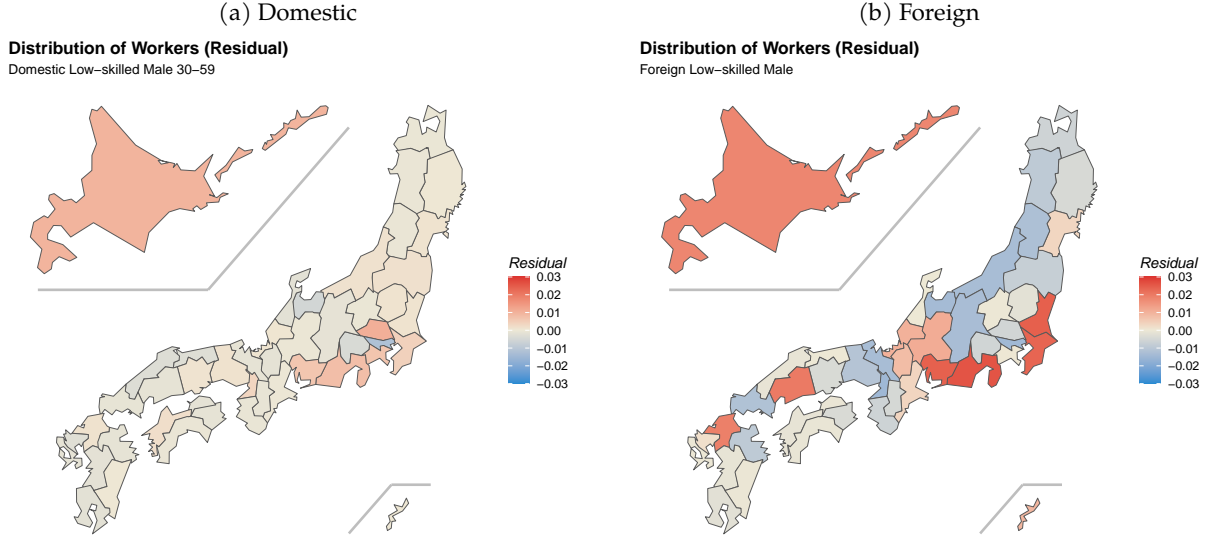 (a) Domestic
Distribution of Workers (Residual)
Domestic Low−skilled Male 30−59
Residual
0.03
0.02
0.01
0.00
−0.01
−0.02
−0.03
(b) Foreign
Distribution of Workers (Residual)
Foreign Low−skilled Male
Residual
0.03
0.02
0.01
0.00
−0.01
−0.02
−0.03